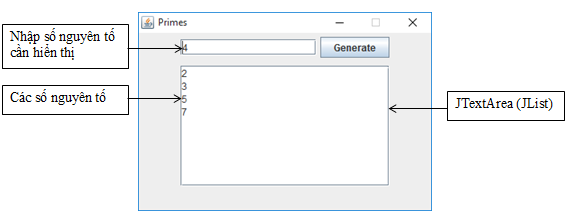 Primes
Nhập số nguyên tố
cần hiển thị
4
Generate
Các số nguyên tố
2
3
5
7
JTextArea (JList)